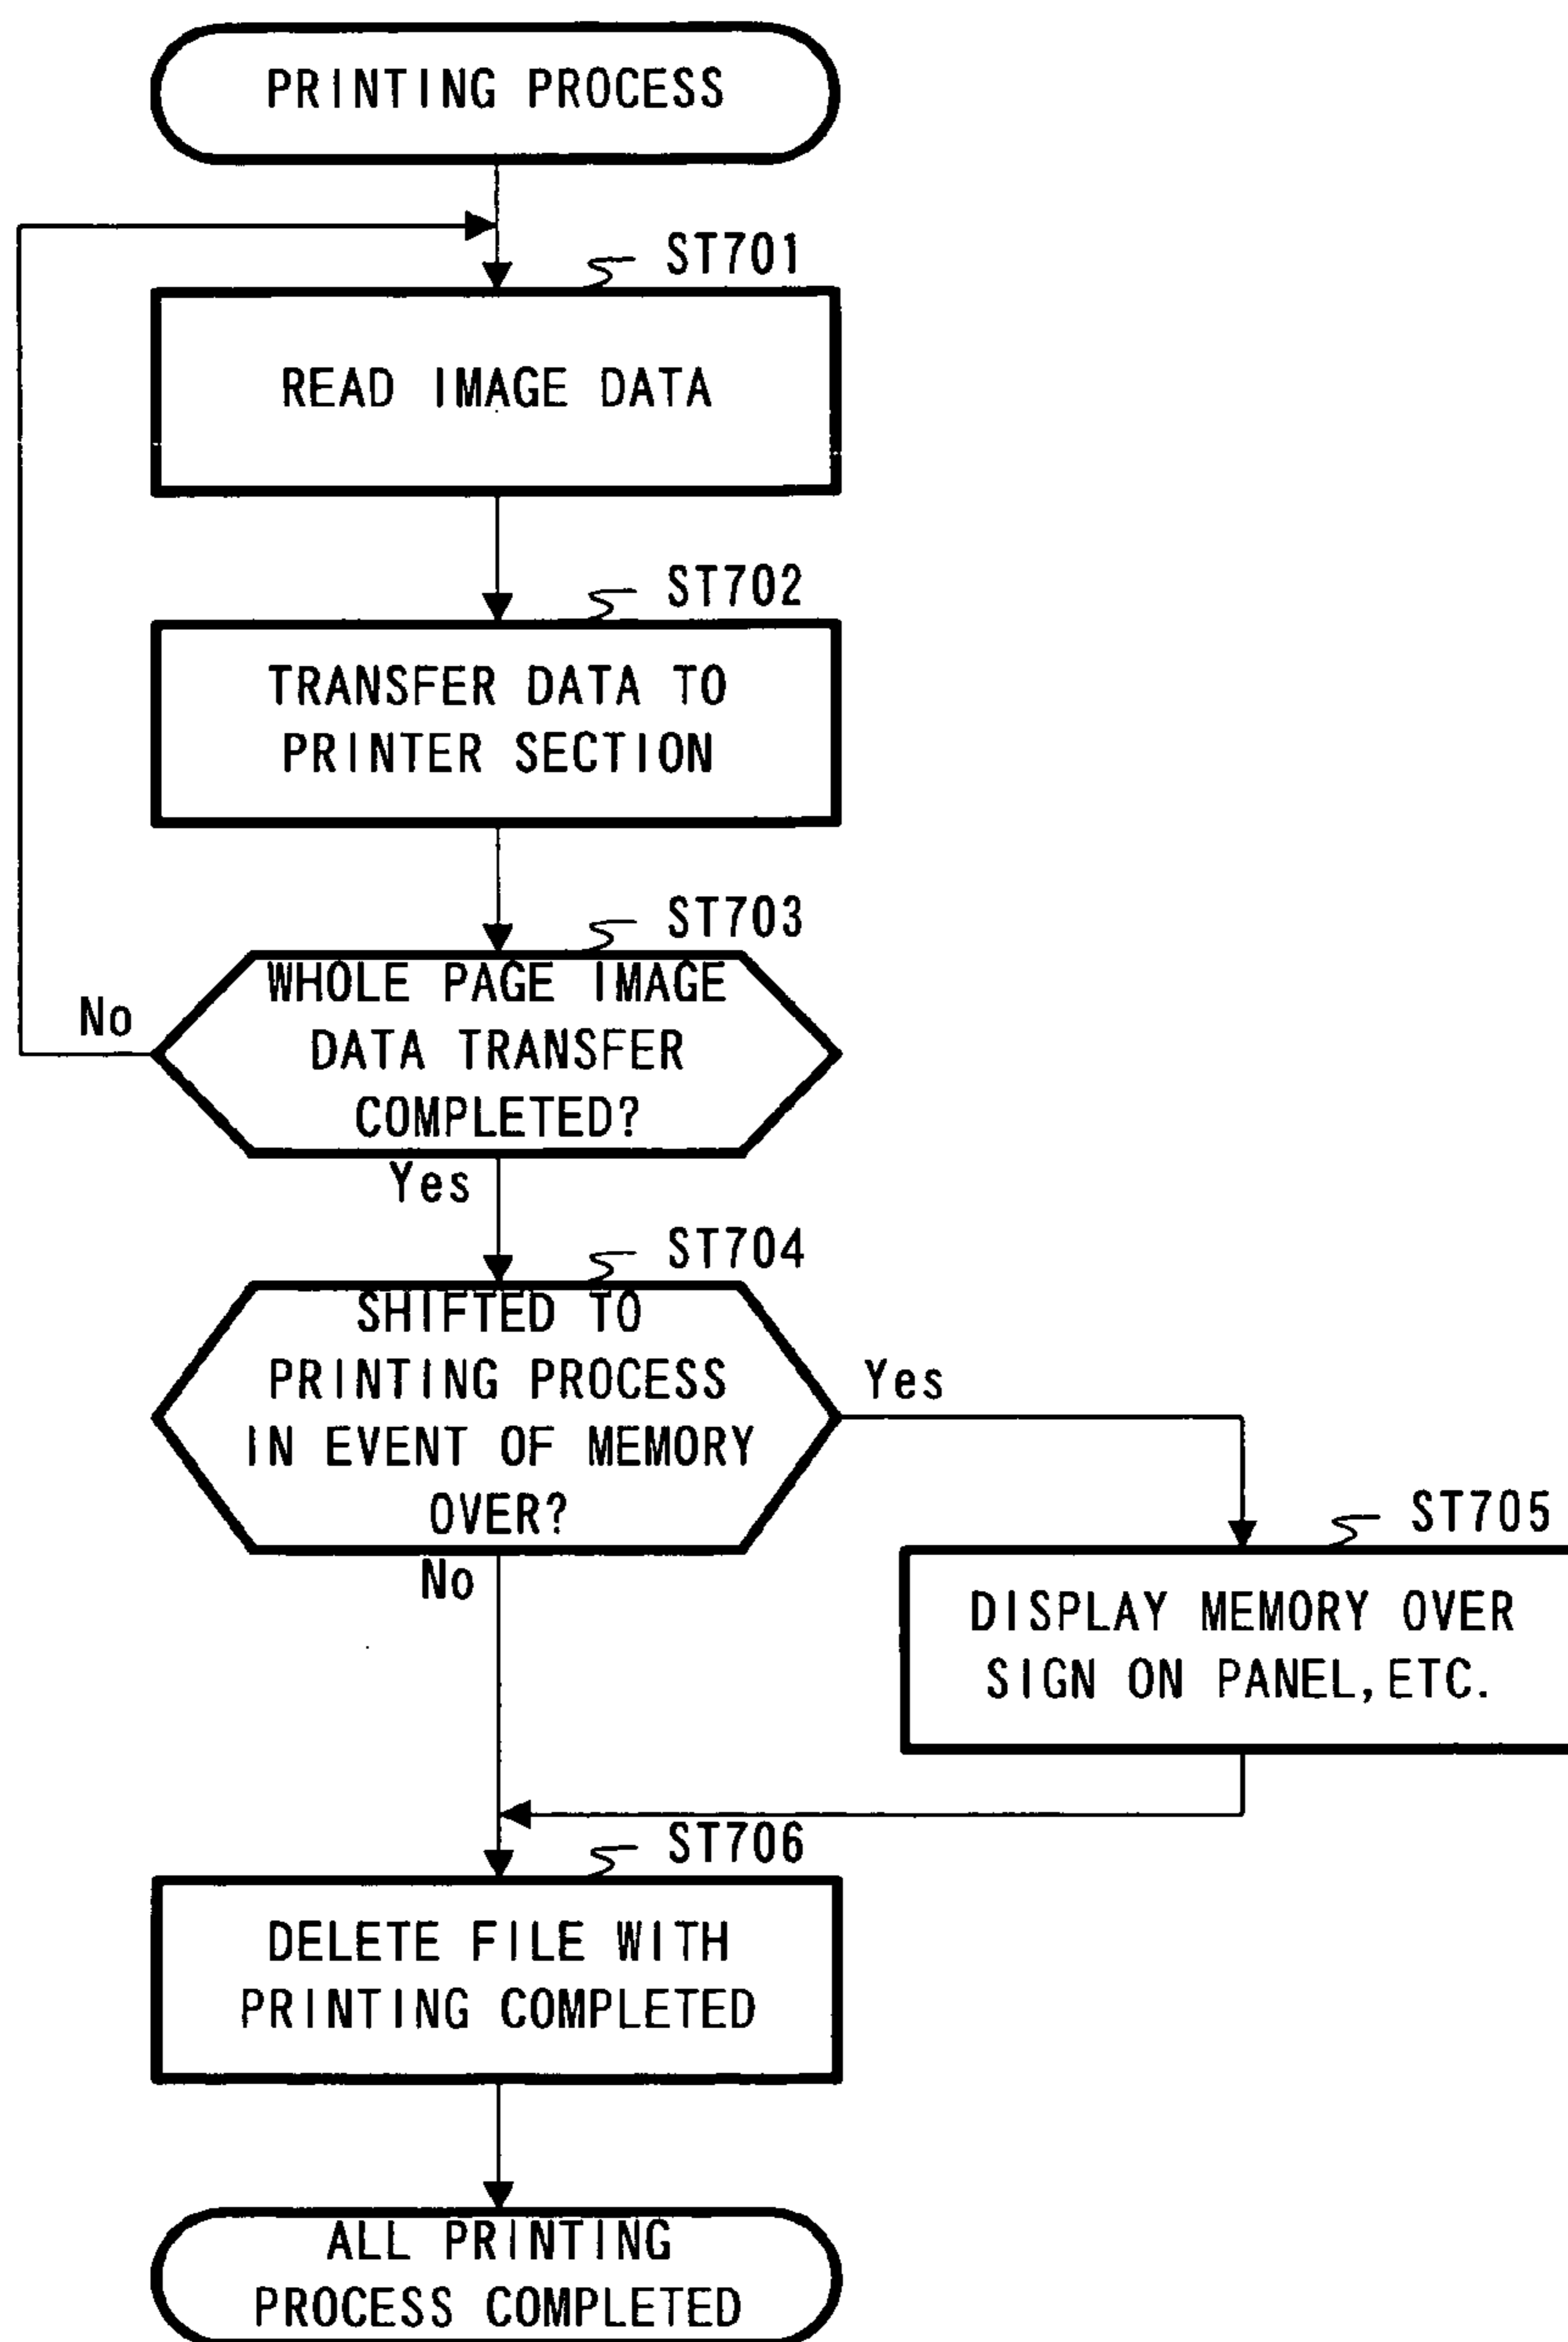 PRINTING PROCESS
ST701
READ IMAGE DATA
ST702
TRANSFER DATA TO
PRINTER SECTION
ST703
WHOLE PAGE IMAGE
DATA TRANSFER
COMPLETED?
No
Yes
ST704
SHIFTED TO
PRINTING PROCESS
IN EVENT OF MEMORY
OVER?
Yes
No
ST705
DISPLAY MEMORY OVER
SIGN ON PANEL,ETC.
ST706
DELETE FILE WITH
PRINTING COMPLETED
ALL PRINTING
PROCESS COMPLETED